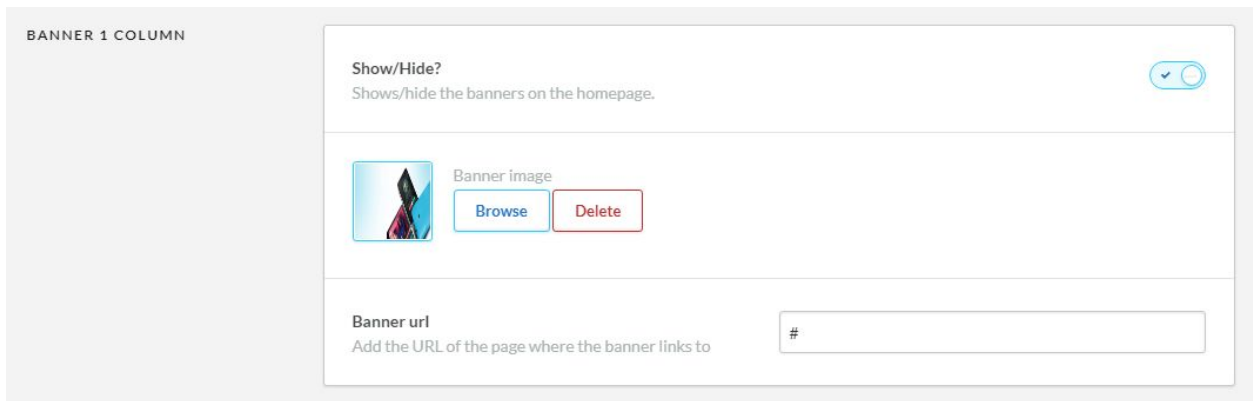 BANNER 1 COLUMN
Show/Hide?
Shows/hide the banners on the homepage.
Banner image
Browse
Delete
Banner url
Add the URL of the page where the banner links to
#